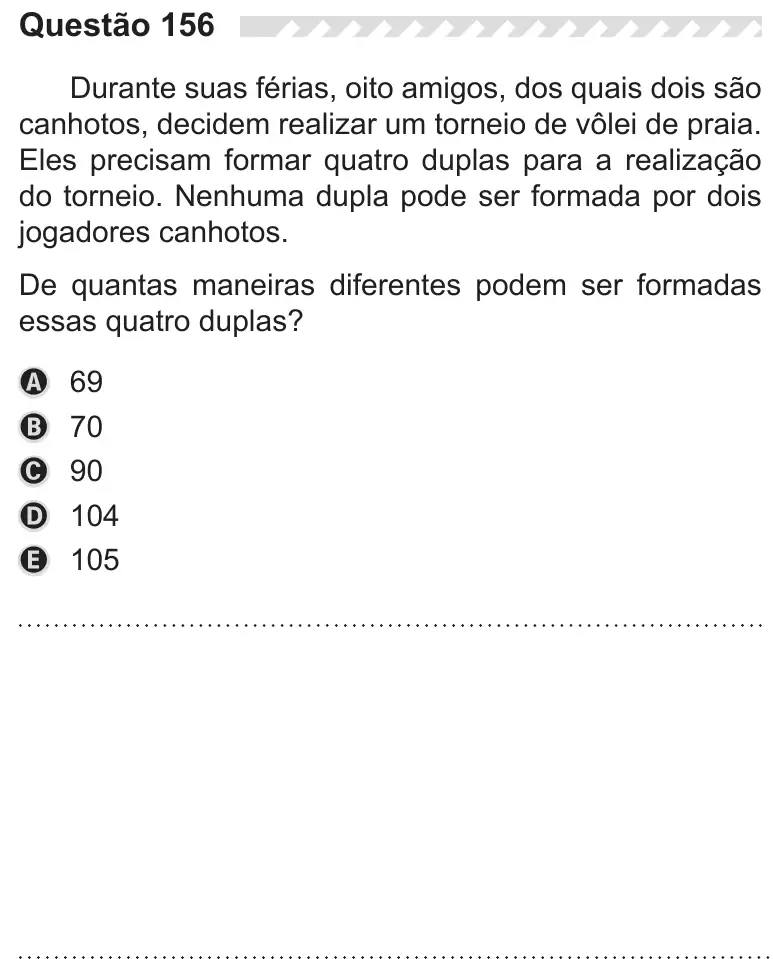 Questão 156
Durante suas férias, oito amigos, dos quais dois são
canhotos, decidem realizar um torneio de vôlei de praia.
Eles precisam formar quatro duplas para a realização
do torneio. Nenhuma dupla pode ser formada por dois
jogadores canhotos.
De quantas maneiras diferentes podem ser formadas
essas quatro duplas?
A 69
B 70
C 90
D 104
E 105